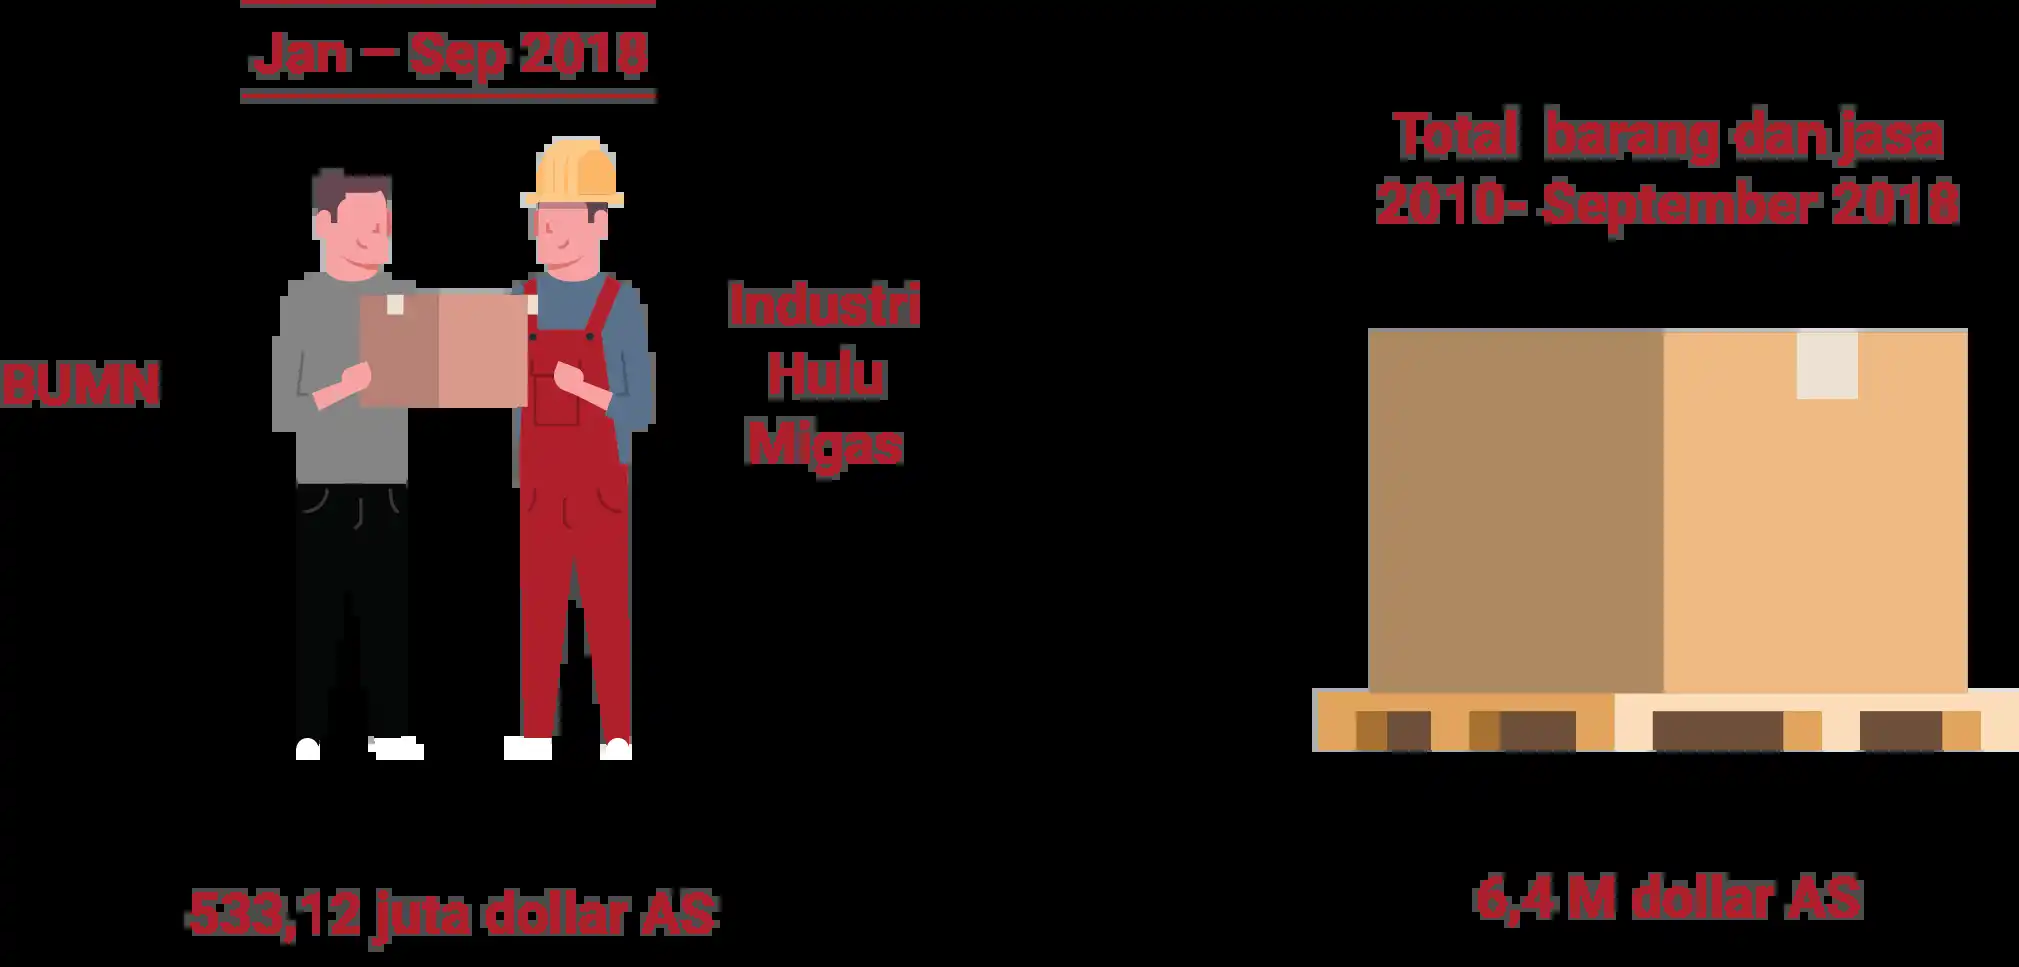 Jan – Sep 2018
BUMN
Industri
Hulu
Migas
533,12 juta dollar AS
Total barang dan jasa
2010- September 2018
6,4 M dollar AS